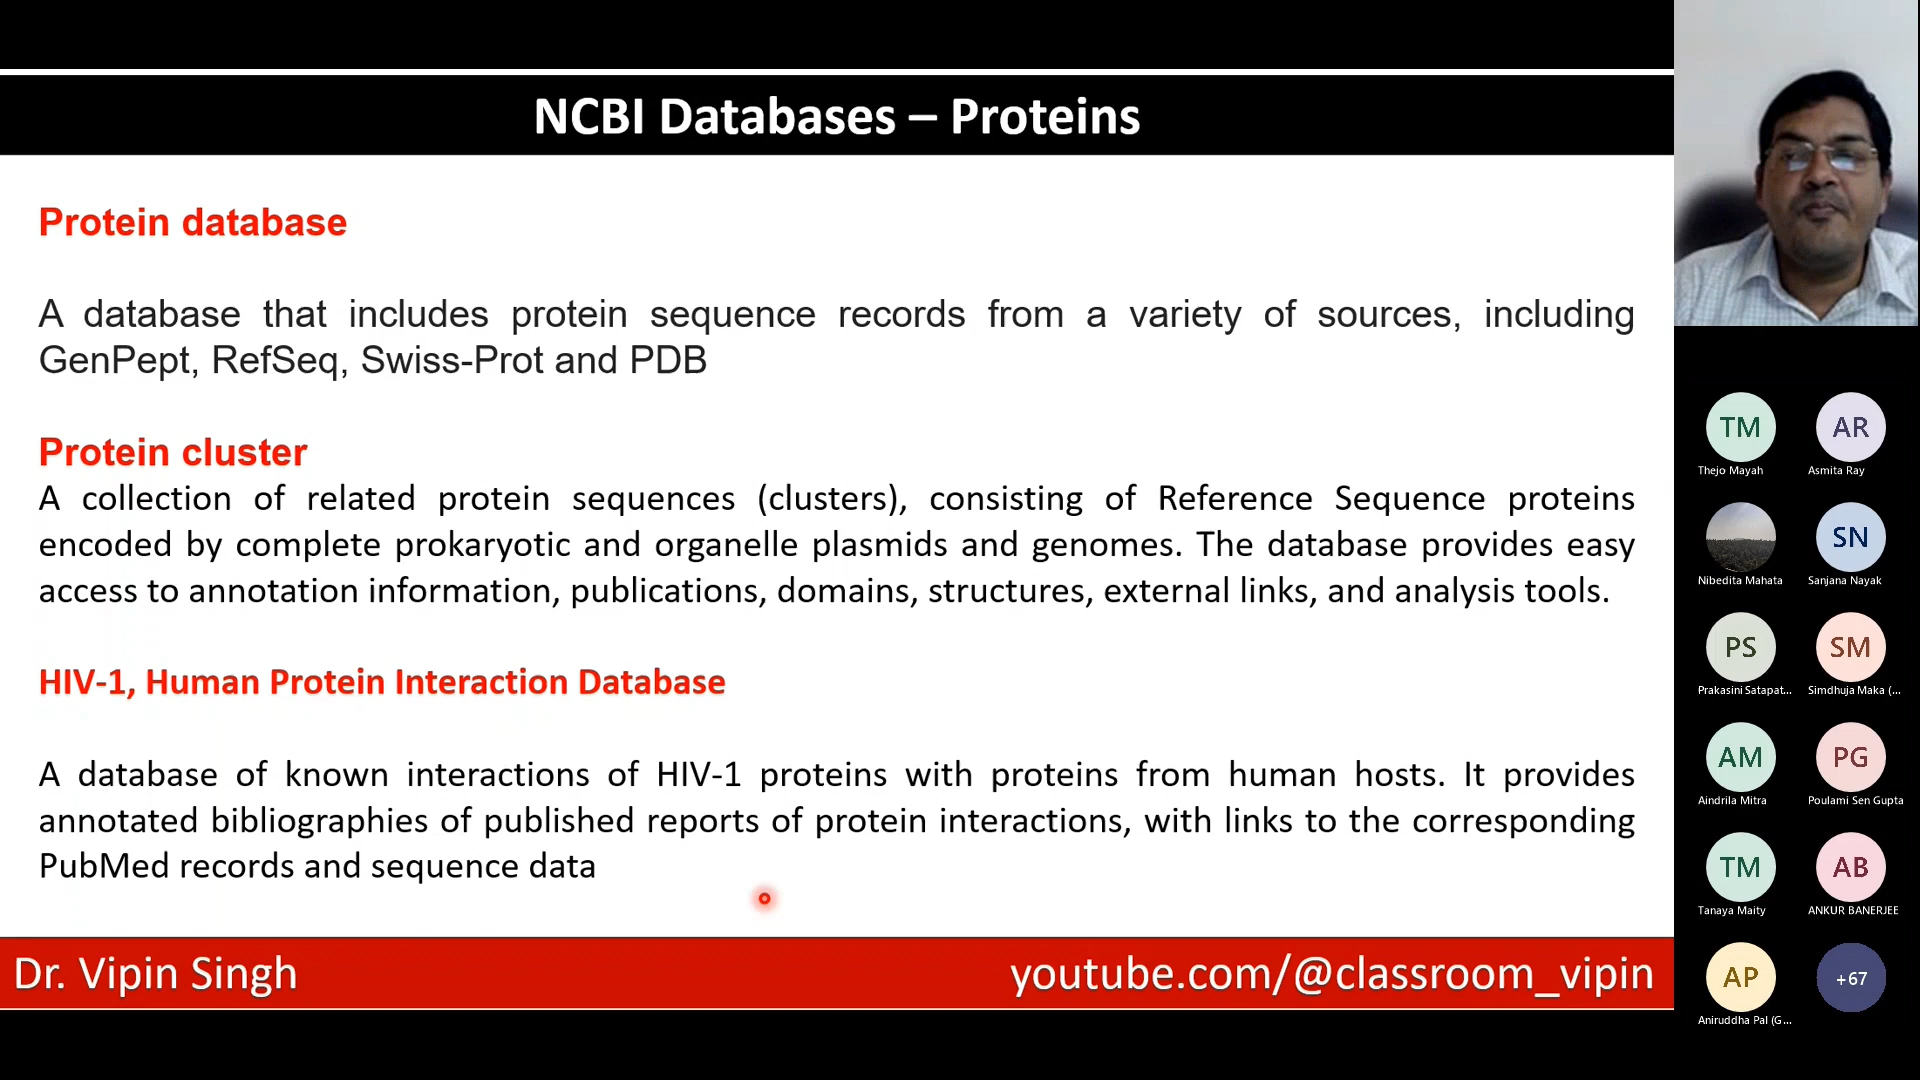 NCBI Databases – Proteins
Protein database
A database that includes protein sequence records from a variety of sources, including
GenPept, RefSeq, Swiss-Prot and PDB
Protein cluster
A collection of related protein sequences (clusters), consisting of Reference Sequence proteins
encoded by complete prokaryotic and organelle plasmids and genomes. The database provides easy
access to annotation information, publications, domains, structures, external links, and analysis tools.
HIV-1, Human Protein Interaction Database
A database of known interactions of HIV-1 proteins with proteins from human hosts. It provides
annotated bibliographies of published reports of protein interactions, with links to the corresponding
PubMed records and sequence data
Dr. Vipin Singh
youtube.com/@classroom_vipin
TM AR
Thejo Mayah Asmita Ray
SN
Nibedita Mahata Sanjana Nayak
PS SM
Prakasini Satapat... Simdhuja Maka (...
AM PG
Aindrila Mitra Poulami Sen Gupta
TM AB
Tanaya Maity ANKUR BANERJEE
AP +67
Aniruddha Pal (G...